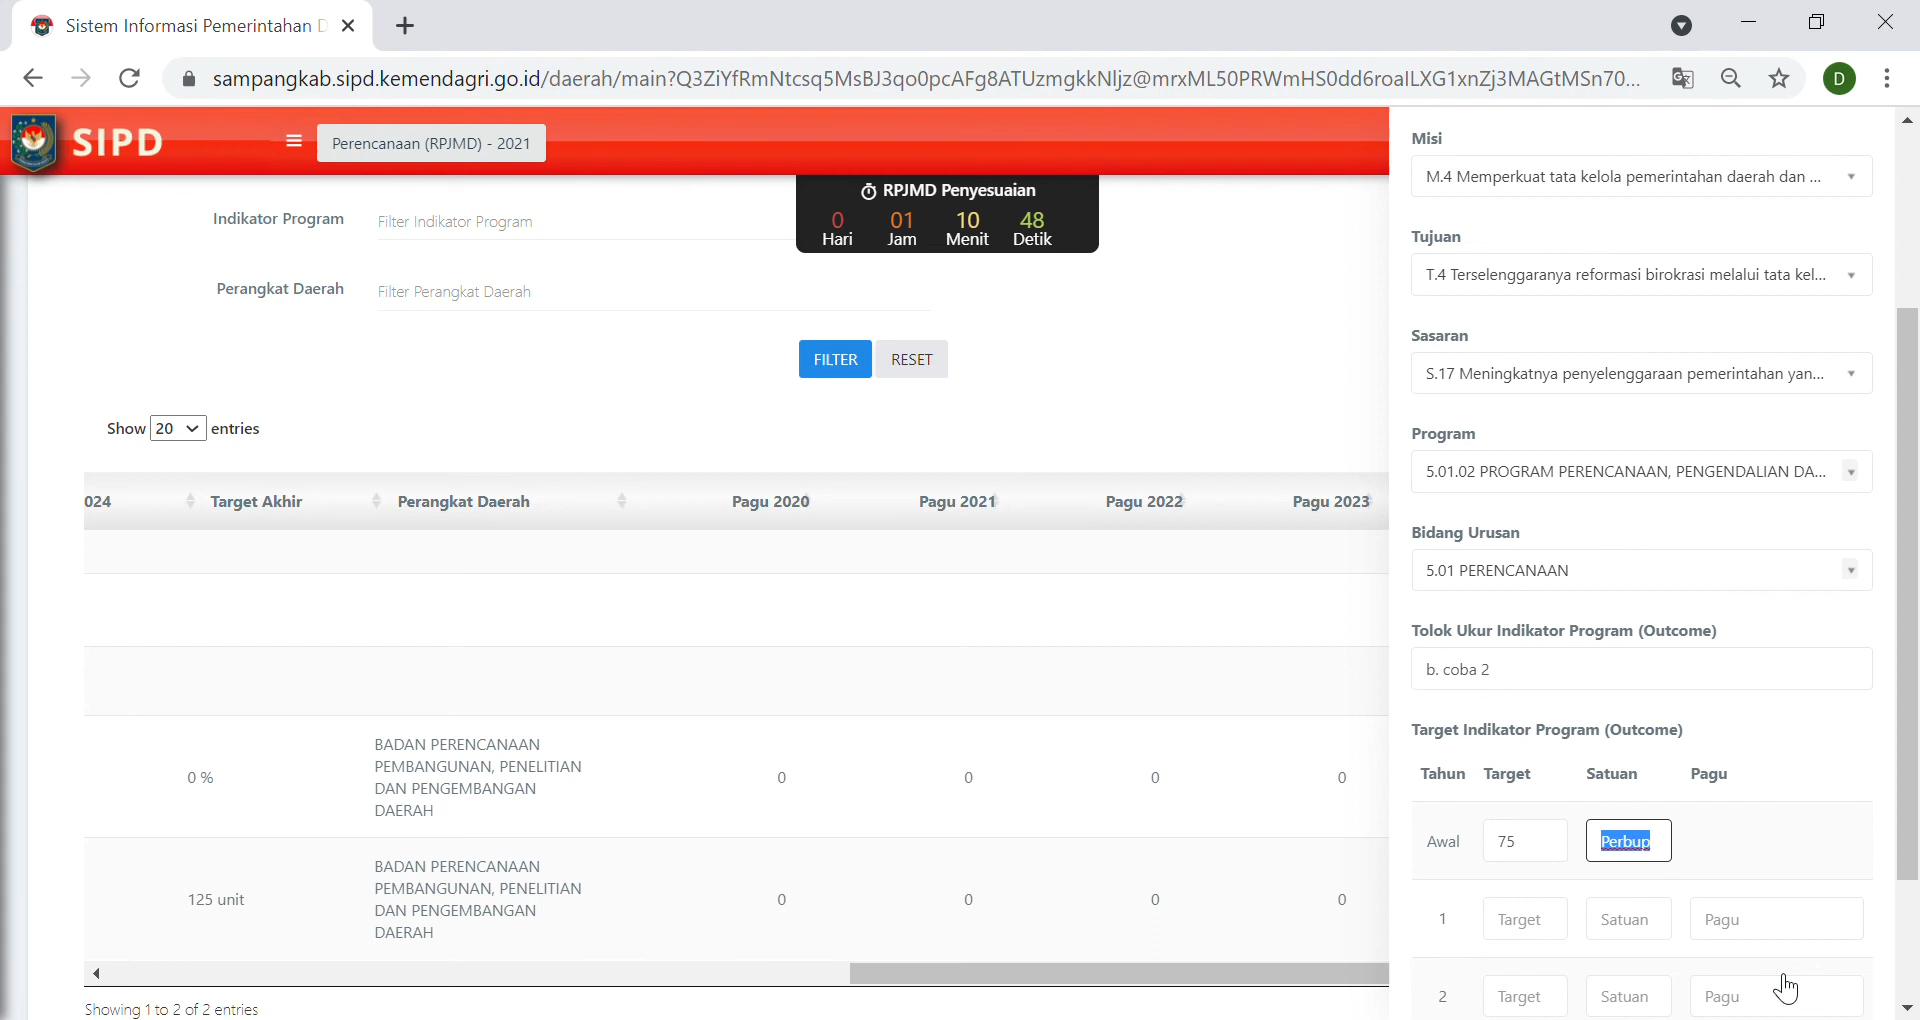 Sistem Informasi Pemerintahan D
sampangkab.sipd.kemendagri.go.id/daerah/main?Q3ZiYfRmNtcsq5MsBJ3qo0pcAFg8ATUzmgkkNljz@mrxML50PRWmHS0dd6roaILXG1xnZj3MAGtMSn70...
D
SIPD
Perencanaan (RPJMD) - 2021
RPJMD Penyesuaian
0 01 10 48
Hari Jam Menit Detik
Indikator Program
Filter Indikator Program
Perangkat Daerah
Filter Perangkat Daerah
FILTER RESET
Show 20 entries
024 Target Akhir Perangkat Daerah Pagu 2020 Pagu 2021 Pagu 2022 Pagu 2023
BADAN PERENCANAAN
PEMBANGUNAN, PENELITIAN
0 % 0 0 0 0
DAN PENGEMBANGAN
DAERAH
BADAN PERENCANAAN
PEMBANGUNAN, PENELITIAN
125 unit 0 0 0 0
DAN PENGEMBANGAN
DAERAH
Showing 1 to 2 of 2 entries
Misi
M.4 Memperkuat tata kelola pemerintahan daerah dan ...
Tujuan
T.4 Terselenggaranya reformasi birokrasi melalui tata kel...
Sasaran
S.17 Meningkatnya penyelenggaraan pemerintahan yan...
Program
5.01.02 PROGRAM PERENCANAAN, PENGENDALIAN DA...
Bidang Urusan
5.01 PERENCANAAN
Tolok Ukur Indikator Program (Outcome)
b. coba 2
Target Indikator Program (Outcome)
Tahun Target Satuan Pagu
Awal 75 Perbup
1 Target Satuan Pagu
2 Target Satuan Pagu